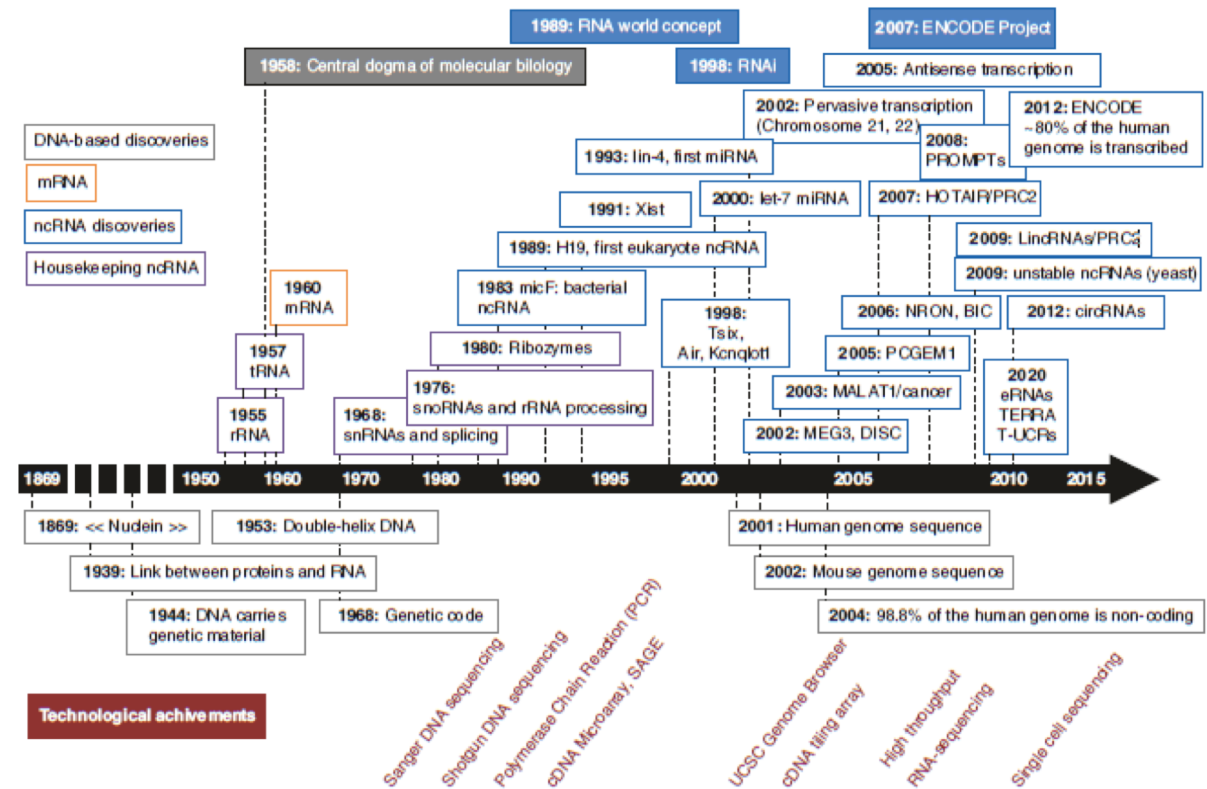 1989: RNA world concept
2007: ENCODE Project
1958: Central dogma of molecular bilology
1998: RNAi
2005: Antisense transcription
2002: Pervasive transcription
(Chromosome 21, 22)
2012: ENCODE
~80% of the human
genome is transcribed
2008:
PROMPTs
DNA-based discoveries
mRNA
ncRNA discoveries
Housekeeping ncRNA
1993: lin-4, first miRNA
2000: let-7 miRNA
2007: HOTAIR/PRC2
1991: Xist
2009: LincRNAs/PRC2
1989: H19, first eukaryote ncRNA
2009: unstable ncRNAs (yeast)
1960
mRNA
1983 micF: bacterial
ncRNA
1998:
Tsix,
Air, Kcnqlot1
2006: NRON, BIC
2012: circRNAs
1957
tRNA
1980: Ribozymes
2005: PCGEM1
1976:
snoRNAs and rRNA processing
2003: MALAT1/cancer
2020
eRNAs
TERRA
T-UCRs
1955
rRNA
1968:
snRNAs and splicing
2002: MEG3, DISC
1869 1950 1960 1970 1980 1990 1995 2000 2005 2010 2015
1869: << Nuclein >>
1953: Double-helix DNA
2001: Human genome sequence
1939: Link between proteins and RNA
2002: Mouse genome sequence
1944: DNA carries
genetic material
1968: Genetic code
2004: 98.8% of the human genome is non-coding
Technological achivements
Sanger DNA sequencing
Shotgun DNA sequencing
Polymerase Chain Reaction (PCR)
cDNA Microarray, SAGE
UCSC Genome Browser
cDNA tiling array
High throughput
RNA-sequencing
Single cell sequencing